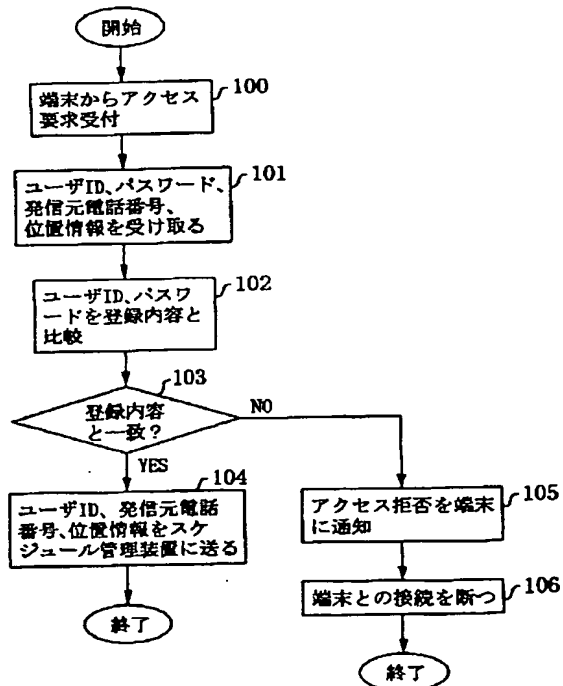 開始
100
端末からアクセス
要求受付
101
ユーザID、パスワード、
発信元電話番号、
位置情報を受け取る
102
ユーザID、パスワ
ードを登録内容と
比較
103
登録内容
と一致?
NO
YES
104
ユーザID、発信元電話
番号、位置情報をスケ
ジュール管理装置に送る
終了
105
アクセス拒否を端末
に通知
106
端末との接続を断つ
終了